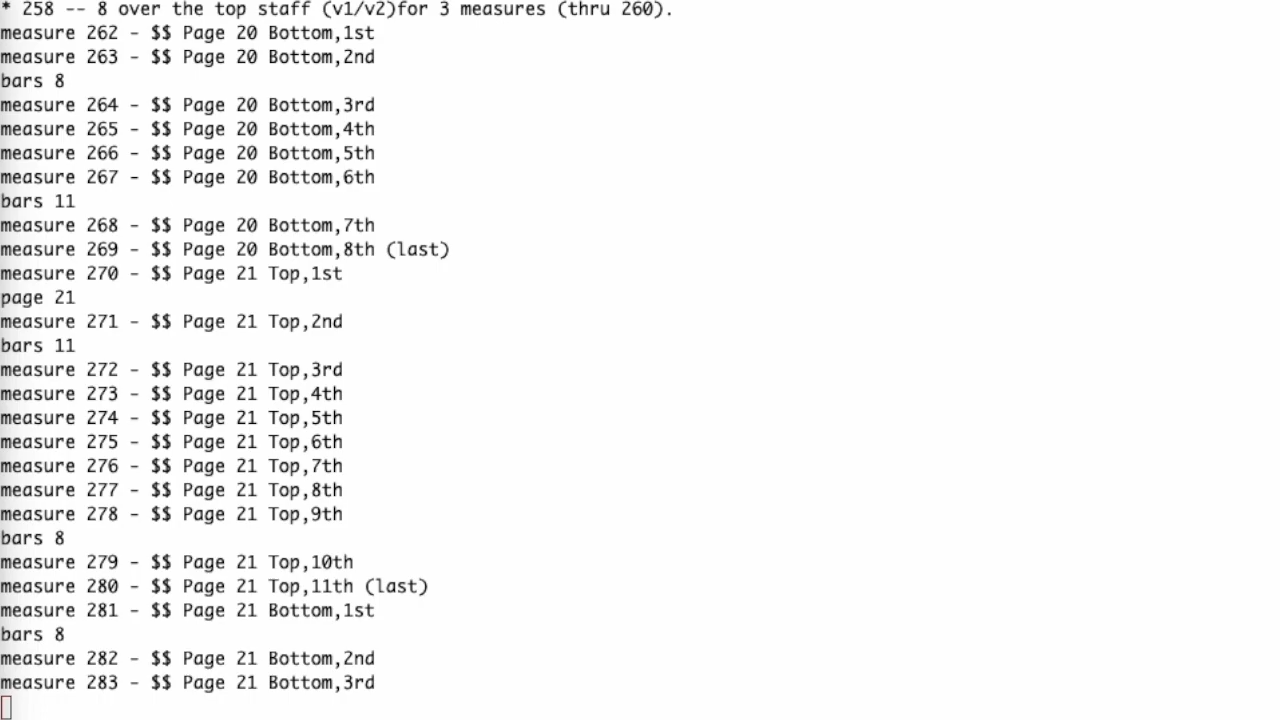 * 258 -- 8 over the top staff (v1/v2)for 3 measures (thru 260).
measure 262 - $$ Page 20 Bottom,1st
measure 263 - $$ Page 20 Bottom,2nd
bars 8
measure 264 - $$ Page 20 Bottom,3rd
measure 265 - $$ Page 20 Bottom,4th
measure 266 - $$ Page 20 Bottom,5th
measure 267 - $$ Page 20 Bottom,6th
bars 11
measure 268 - $$ Page 20 Bottom,7th
measure 269 - $$ Page 20 Bottom,8th (last)
measure 270 - $$ Page 21 Top,1st
page 21
measure 271 - $$ Page 21 Top,2nd
bars 11
measure 272 - $$ Page 21 Top,3rd
measure 273 - $$ Page 21 Top,4th
measure 274 - $$ Page 21 Top,5th
measure 275 - $$ Page 21 Top,6th
measure 276 - $$ Page 21 Top,7th
measure 277 - $$ Page 21 Top,8th
measure 278 - $$ Page 21 Top,9th
bars 8
measure 279 - $$ Page 21 Top,10th
measure 280 - $$ Page 21 Top,11th (last)
measure 281 - $$ Page 21 Bottom,1st
bars 8
measure 282 - $$ Page 21 Bottom,2nd
measure 283 - $$ Page 21 Bottom,3rd